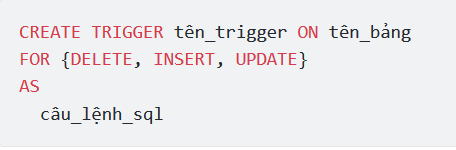 CREATE TRIGGER tên_trigger ON tên_bảng
FOR {DELETE, INSERT, UPDATE}
AS
câu_lệnh_sql